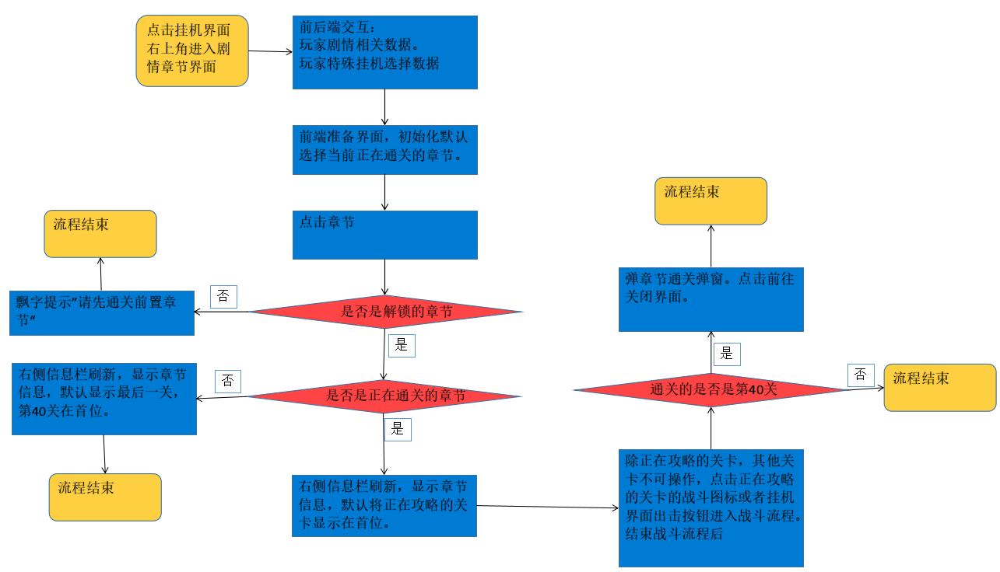 点击挂机界面
右上角进入剧
情章节界面
前后端交互：
玩家剧情相关数据。
玩家特殊挂机选择数据
前端准备界面，初始化默认
选择当前正在通关的章节。
点击章节
是否是解锁的章节
否
飘字提示”请先通关前置章
节“
流程结束
是
是否是正在通关的章节
否
右侧信息栏刷新，显示章节
信息，默认显示最后一关，
第40关在首位。
流程结束
是
右侧信息栏刷新，显示章节
信息，默认将正在攻略的关
卡显示在首位。
除正在攻略的关卡，其他关
卡不可操作，点击正在攻略
的关卡的战斗图标或者挂机
界面出击按钮进入战斗流程。
结束战斗流程后
通关的是否是第40关
否
流程结束
是
弹章节通关弹窗。点击前往
关闭界面。
流程结束